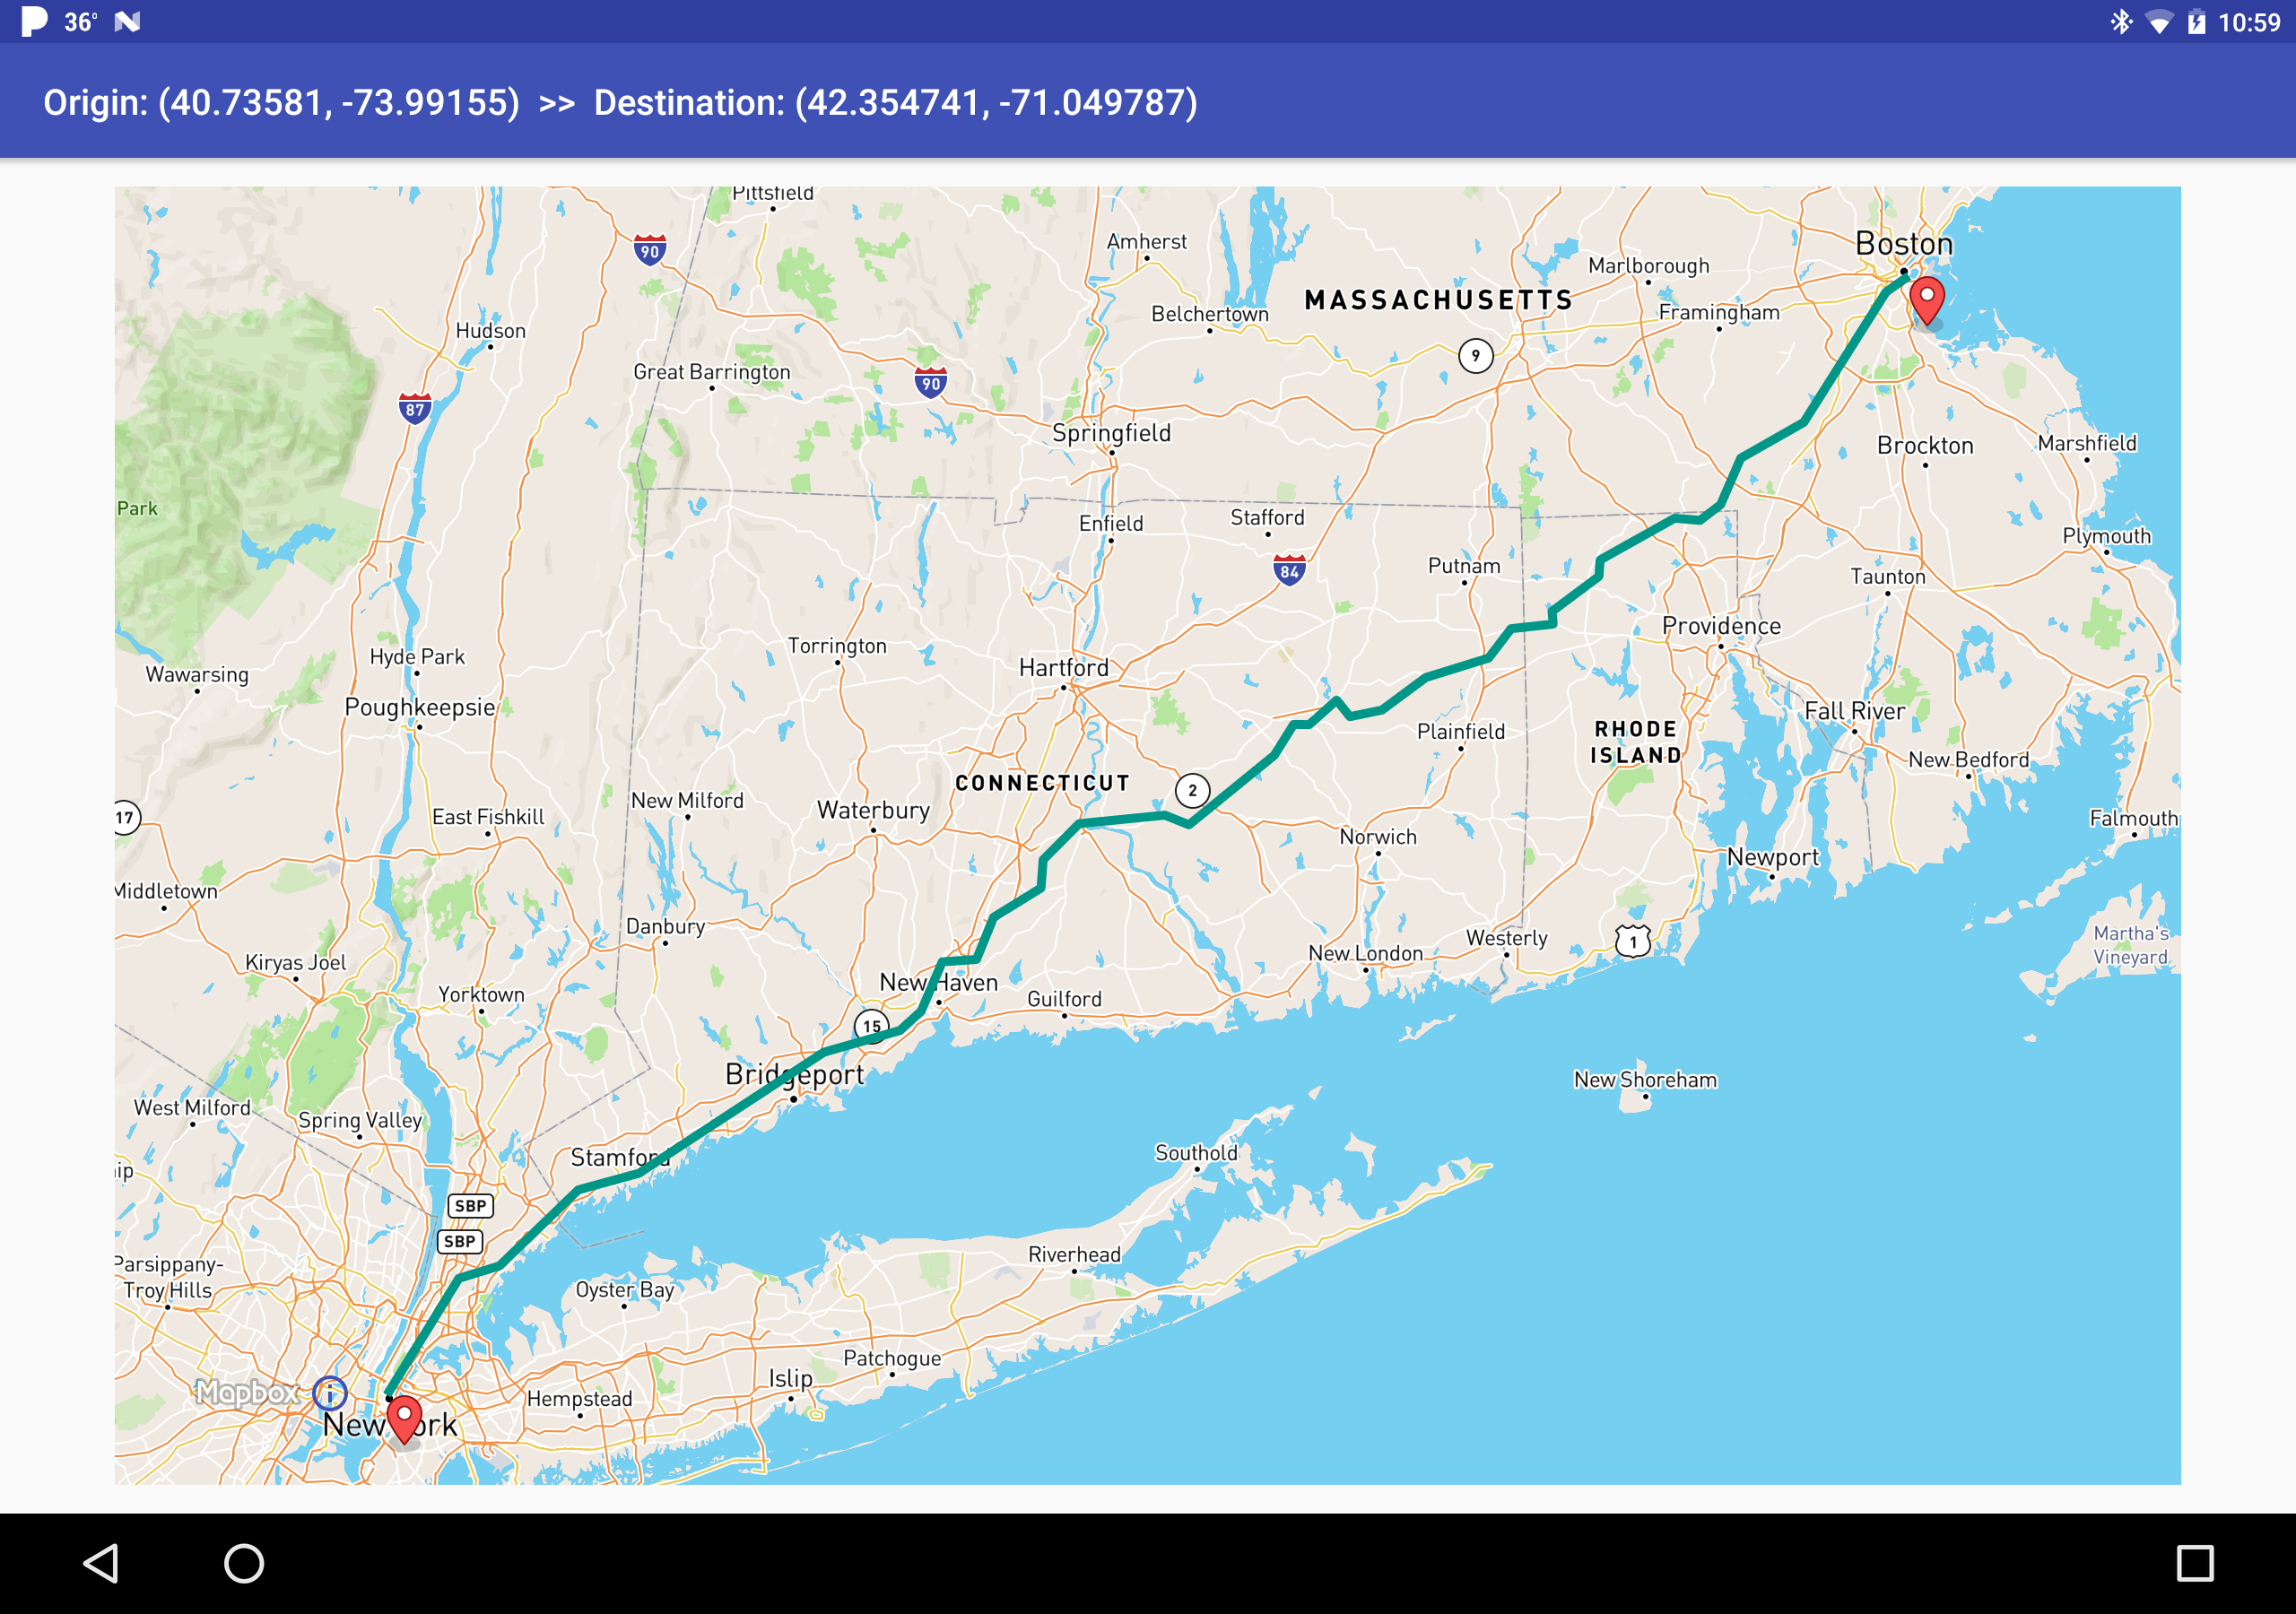 36° 10:59
Origin: (40.73581, -73.99155) >> Destination: (42.354741, -71.049787)
Pittsfield
Amherst
Boston
90
Marlborough
MASSACHUSETTS
Belchertown
Framingham
Hudson
9
Great Barrington
90
87
Springfield
Brockton
Marshfield
Park
Enfield
Stafford
Plymouth
84
Putnam
Taunton
Providence
Torrington
Hyde Park
Hartford
Wawarsing
Poughkeepsie
Fall River
RHODE
ISLAND
Plainfield
New Bedford
CONNECTICUT
2
New Milford
Waterbury
17
East Fishkill
Falmouth
Norwich
Newport
Middletown
Danbury
Westerly
1
Martha's
Vineyard
New London
Kiryas Joel
New Haven
Yorktown
Guilford
15
Bridgeport
New Shoreham
West Milford
Spring Valley
Stamford
Southold
ip
SBP
SBP
Riverhead
Parsippany-
Troy Hills
Oyster Bay
Patchogue
Islip
Mapbox
Hempstead
New ork